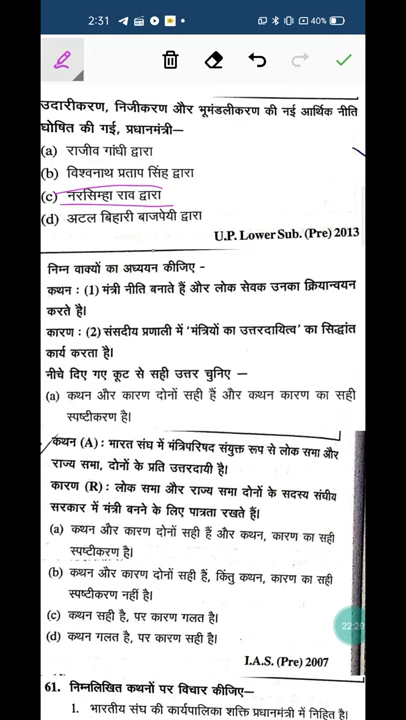 2:31
40%
उदारीकरण, निजीकरण और भूमंडलीकरण की नई आर्थिक नीति
घोषित की गई, प्रधानमंत्री—
(a) राजीव गांधी द्वारा
(b) विश्वनाथ प्रताप सिंह द्वारा
(c) नरसिम्हा राव द्वारा
(d) अटल बिहारी बाजपेयी द्वारा
U.P. Lower Sub. (Pre) 2013
निम्न वाक्यों का अध्ययन कीजिए -
कथन : (1) मंत्री नीति बनाते हैं और लोक सेवक उनका क्रियान्वयन
करते है।
कारण : (2) संसदीय प्रणाली में 'मंत्रियों का उत्तरदायित्व' का सिद्धांत
कार्य करता है।
नीचे दिए गए कूट से सही उत्तर चुनिए —
(a) कथन और कारण दोनों सही हैं और कथन कारण का सही
स्पष्टीकरण है।
कथन (A) : भारत संघ में मंत्रिपरिषद संयुक्त रूप से लोक सभा और
राज्य सभा, दोनों के प्रति उत्तरदायी है।
कारण (R) : लोक सभा और राज्य सभा दोनों के सदस्य संघीय
सरकार में मंत्री बनने के लिए पात्रता रखते हैं।
(a) कथन और कारण दोनों सही हैं और कथन, कारण का सही
स्पष्टीकरण है।
(b) कथन और कारण दोनों सही हैं, किंतु कथन, कारण का सही
स्पष्टीकरण नहीं है।
(c) कथन सही है, पर कारण गलत है।
(d) कथन गलत है, पर कारण सही है।
22:20
I.A.S. (Pre) 2007
61. निम्नलिखित कथनों पर विचार कीजिए—
1. भारतीय संघ की कार्यपालिका शक्ति प्रधानमंत्री में निहित है।